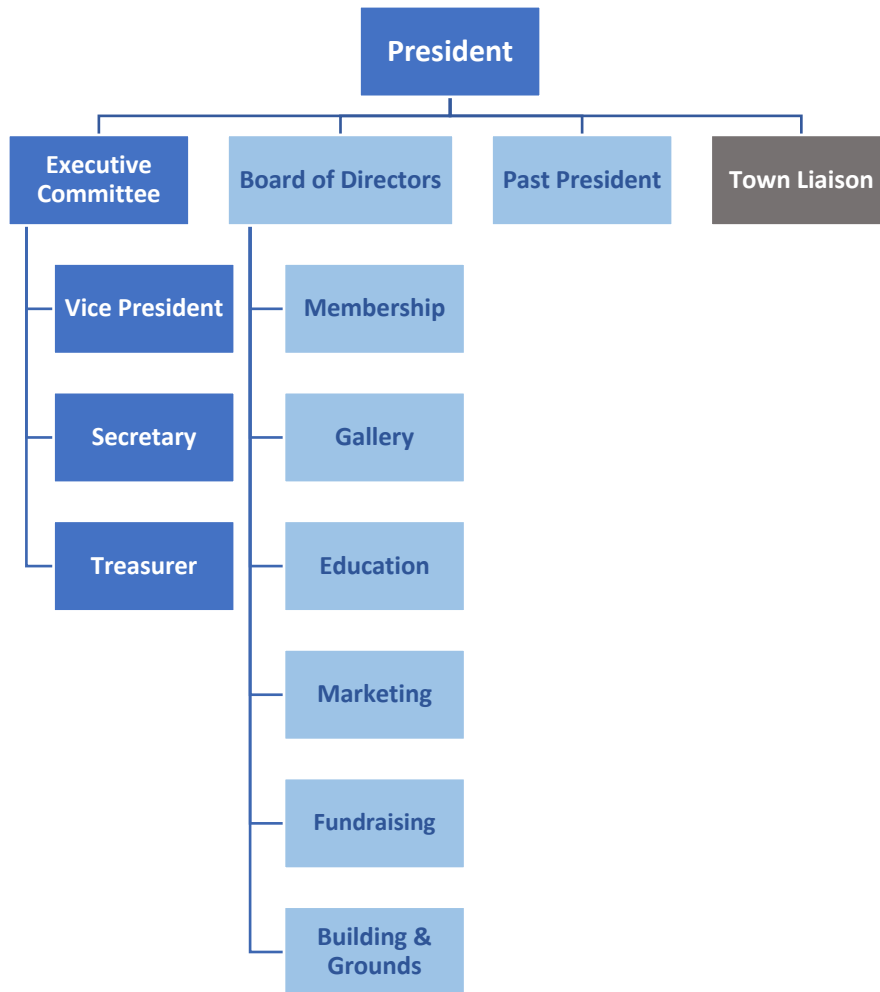 President
Executive
Committee
Board of Directors
Past President
Town Liaison
Vice President
Membership
Secretary
Gallery
Treasurer
Education
Marketing
Fundraising
Building &
Grounds